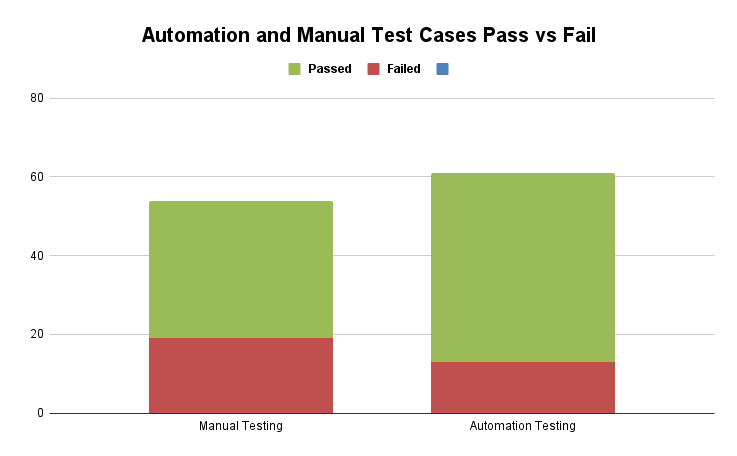 Automation and Manual Test Cases Pass vs Fail
Passed Failed
80
60
40
20
0
Manual Testing Automation Testing